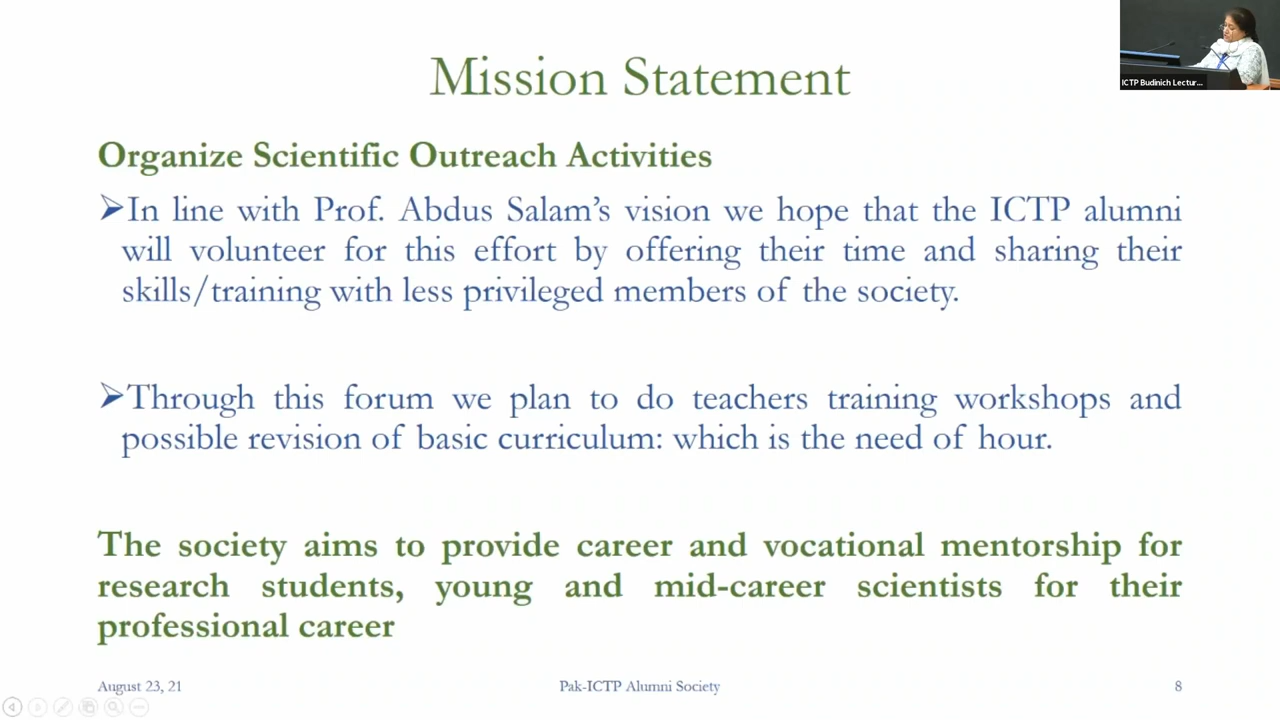 Mission Statement
ICTP Budinich Lectur...
Organize Scientific Outreach Activities
➢In line with Prof. Abdus Salam's vision we hope that the ICTP alumni
will volunteer for this effort by offering their time and sharing their
skills/training with less privileged members of the society.
➢Through this forum we plan to do teachers training workshops and
possible revision of basic curriculum: which is the need of hour.
The society aims to provide career and vocational mentorship for
research students, young and mid-career scientists for their
professional career
August 23, 21 Pak-ICTP Alumni Society 8